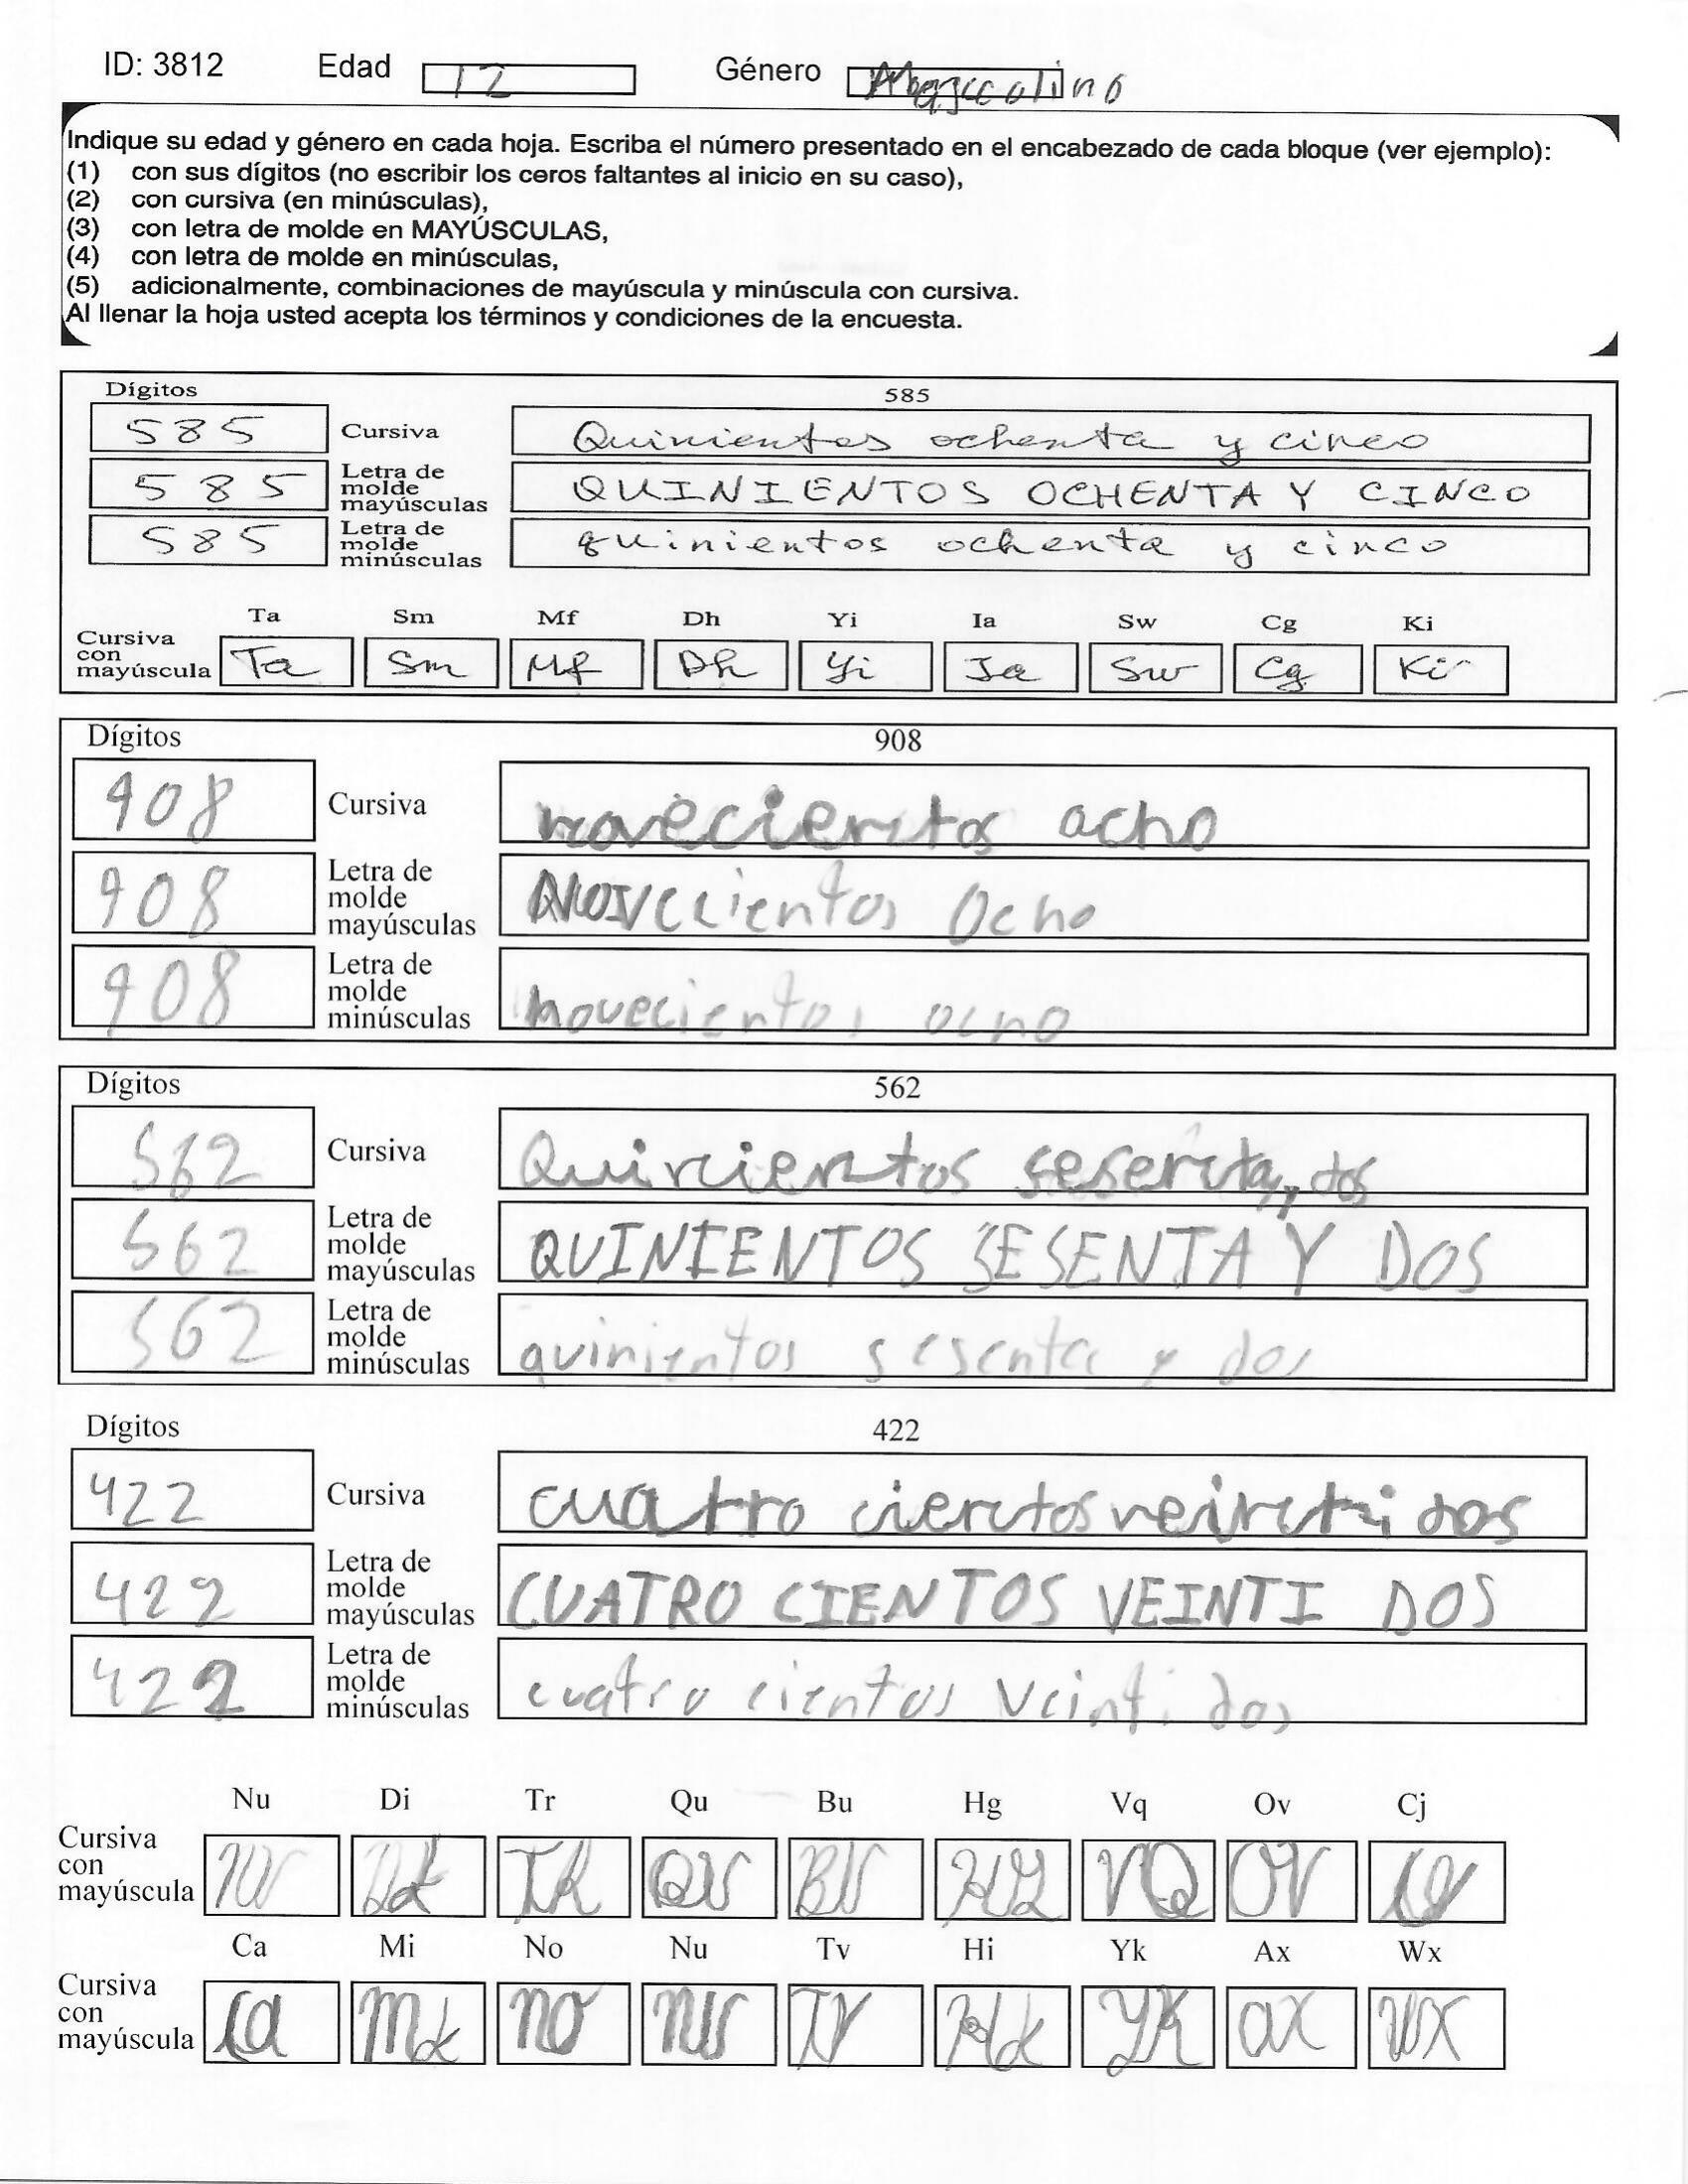 ID: 3812 Edad 12 Género Masculino
Indique su edad y género en cada hoja. Escriba el número presentado en el encabezado de cada bloque (ver ejemplo):
(1) con sus dígitos (no escribir los ceros faltantes al inicio en su caso),
(2) con cursiva (en minúsculas),
(3) con letra de molde en MAYÚSCULAS,
(4) con letra de molde en minúsculas,
(5) adicionalmente, combinaciones de mayúscula y minúscula con cursiva.
Al llenar la hoja usted acepta los términos y condiciones de la encuesta.
Dígitos 585
585 Cursiva Quinientos ochenta y cinco
585 Letra de molde mayúsculas QUINIENTOS OCHENTA Y CINCO
585 Letra de molde minúsculas quinientos ochenta y cinco
Ta Sm Mf Dh Yi Ia Sw Cg Ki
Cursiva con mayúscula Ta Sm Mf Dh Yi Ia Sw Cg Ki
Dígitos 908
908 Cursiva novecientos ocho
908 Letra de molde mayúsculas Novecientos Ocho
908 Letra de molde minúsculas novecientos ocho
Dígitos 562
562 Cursiva Quinientos sesenta y dos
562 Letra de molde mayúsculas QUINIENTOS SESENTA Y DOS
562 Letra de molde minúsculas quinientos sesenta y dos
Dígitos 422
422 Cursiva cuatro cientos veinti dos
422 Letra de molde mayúsculas CUATRO CIENTOS VEINTI DOS
422 Letra de molde minúsculas cuatro cientos veinti dos
Nu Di Tr Qu Bu Hg Vq Ov Cj
Cursiva con mayúscula NU Di TR QU BU Hg VQ OV
Ca Mi No Nu Tv Hi Yk Ax Wx
Cursiva con mayúscula Ca Mi NO NU TV Hi YK ax WX